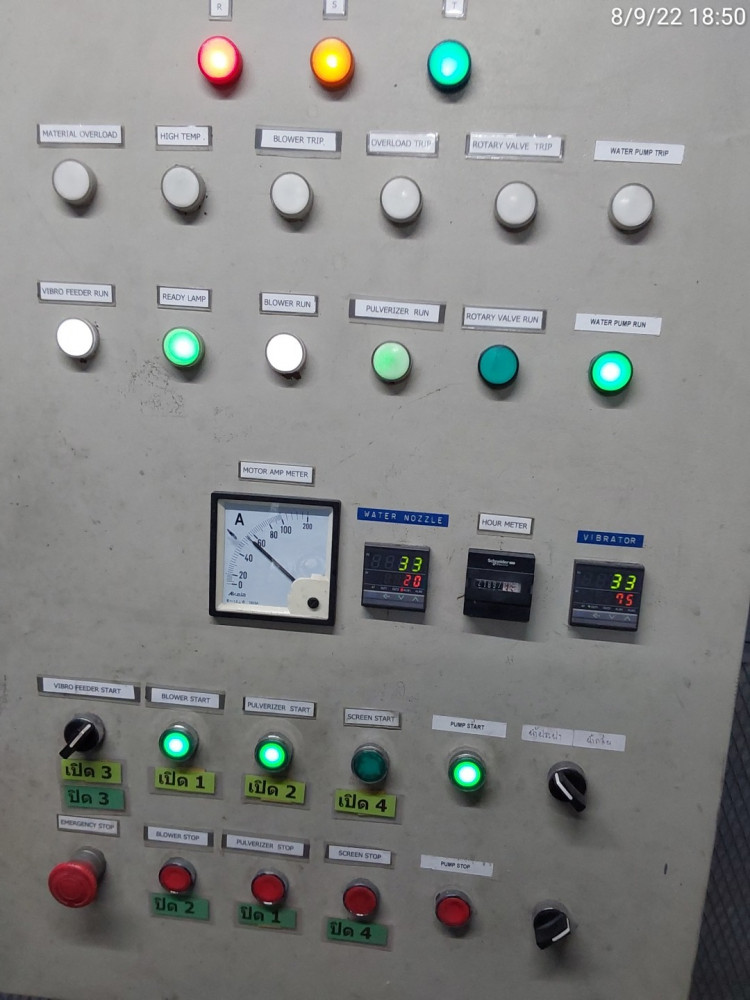 8/9/22 18:50
R S T
MATERIAL OVERLOAD
HIGH TEMP.
BLOWER TRIP
OVERLOAD TRIP
ROTARY VALVE TRIP
WATER PUMP TRIP
VIBRO FEEDER RUN
READY LAMP
BLOWER RUN
PULVERIZER RUN
ROTARY VALVE RUN
WATER PUMP RUN
MOTOR AMP METER
WATER NOZZLE
HOUR METER
VIBRATOR
A
0
20
40
60
80
100
200
33
20
Schneider
33
75
VIBRO FEEDER START
BLOWER START
PULVERIZER START
SCREEN START
PUMP START
เปิด 3
เปิด 1
เปิด 2
เปิด 4
ปิด 3
EMERGENCY STOP
BLOWER STOP
PULVERIZER STOP
SCREEN STOP
PUMP STOP
ปิด 2
ปิด 1
ปิด 4